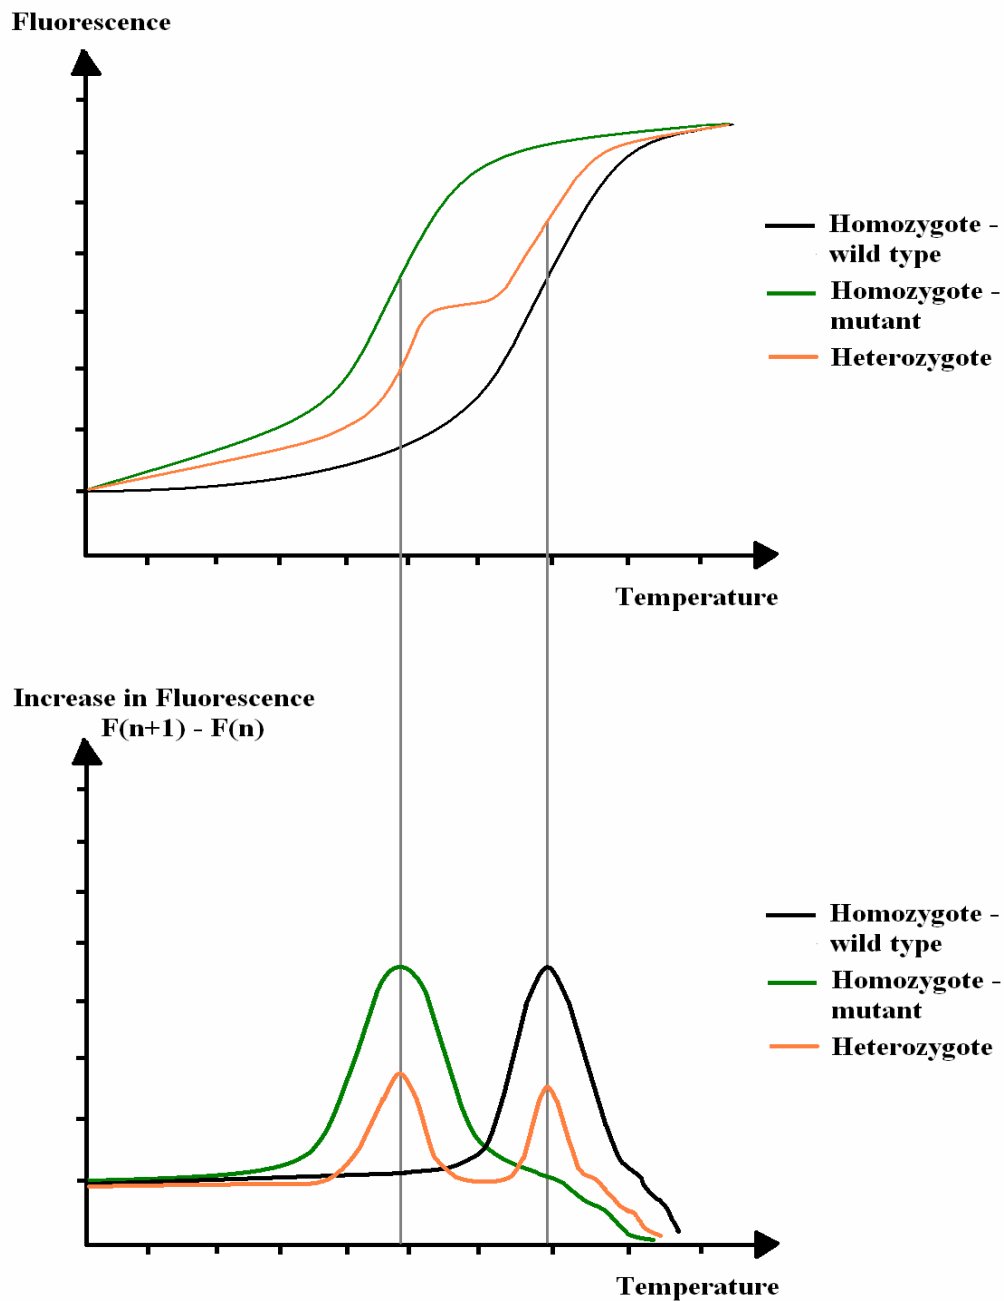 Fluorescence
Homozygote -
wild type
Homozygote -
mutant
Heterozygote
Temperature
Increase in Fluorescence
F(n+1) - F(n)
Homozygote -
wild type
Homozygote -
mutant
Heterozygote
Temperature